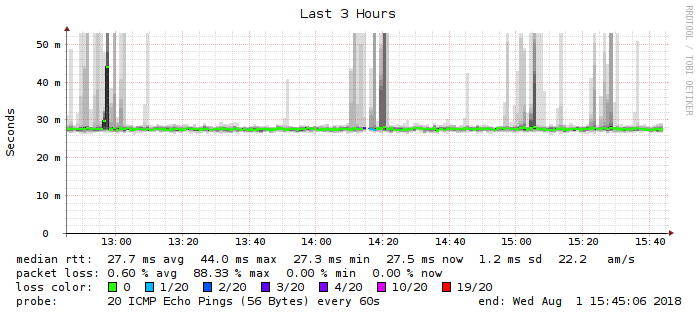 Last 3 Hours
RRDTOOL / TOBI OETIKER
Seconds
50 m
40 m
30 m
20 m
10 m
0
13:00 13:20 13:40 14:00 14:20 14:40 15:00 15:20 15:40
median rtt: 27.7 ms avg 44.0 ms max 27.3 ms min 27.5 ms now 1.2 ms sd 22.2 am/s
packet loss: 0.60 % avg 88.33 % max 0.00 % min 0.00 % now
loss color: 0 1/20 2/20 3/20 4/20 10/20 19/20
probe: 20 ICMP Echo Pings (56 Bytes) every 60s end: Wed Aug 1 15:45:06 2018